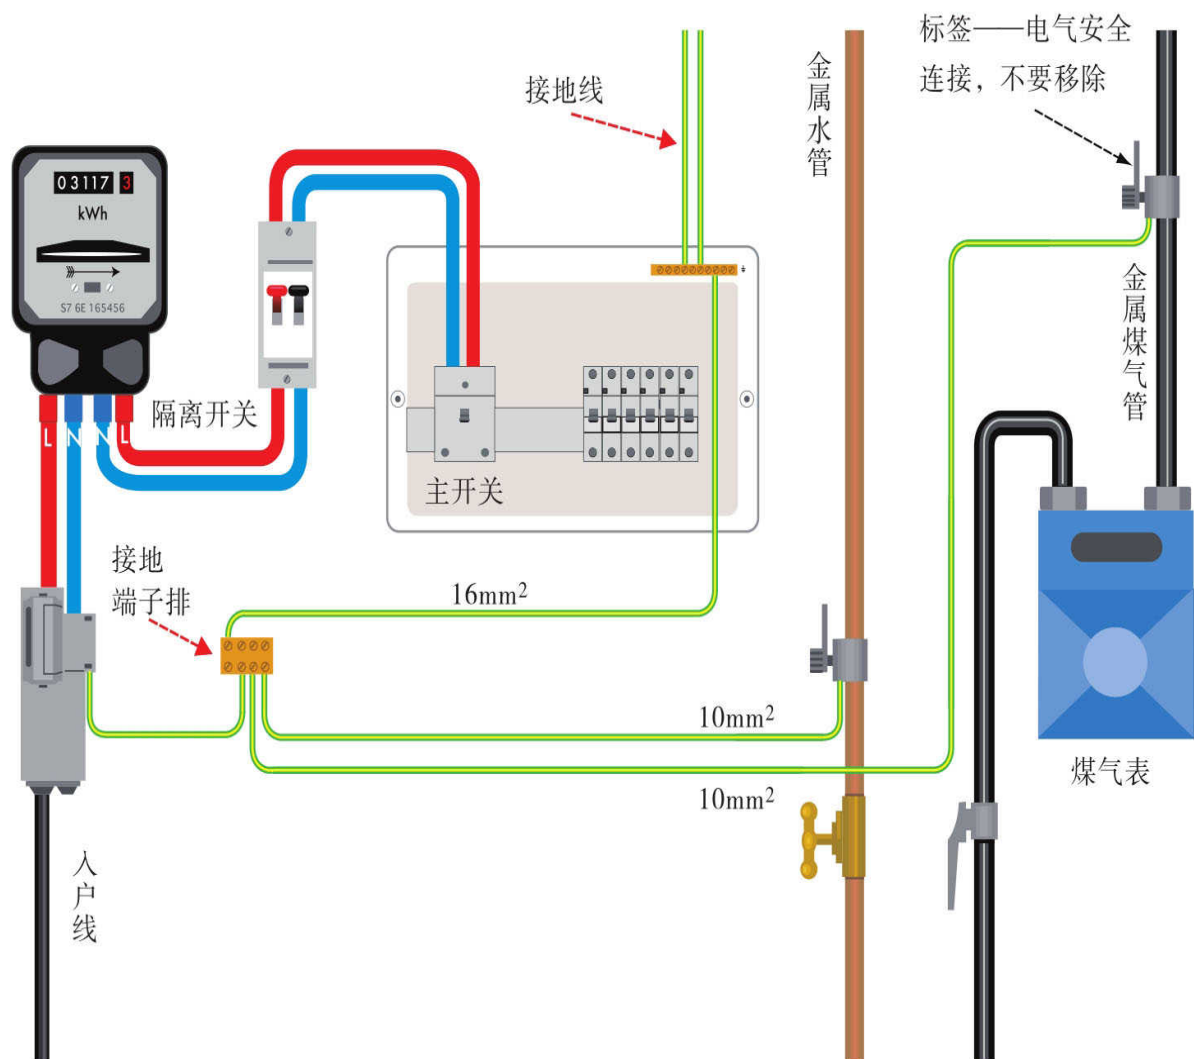 标签——电气安全
连接，不要移除
接地线
金属水管
03117 3
kWh
S7 6E 165456
金属煤气管
隔离开关
L N N L
主开关
接地
端子排
16mm²
10mm²
10mm²
煤气表
入户线